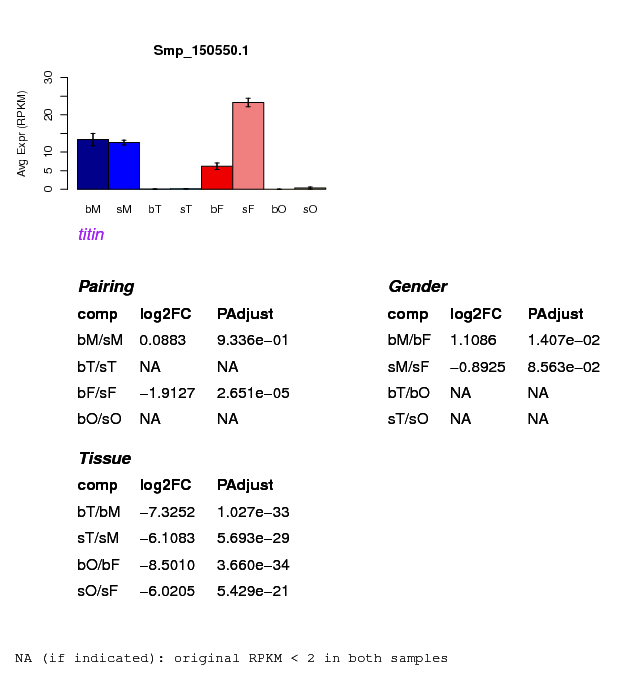 Smp_150550.1
Avg Expr (RPKM)
30
20
10
5
0
bM sM bT sT bF sF bO sO
titin
Pairing
comp log2FC PAdjust
bM/sM 0.0883 9.336e−01
bT/sT NA NA
bF/sF −1.9127 2.651e−05
bO/sO NA NA
Gender
comp log2FC PAdjust
bM/bF 1.1086 1.407e−02
sM/sF −0.8925 8.563e−02
bT/bO NA NA
sT/sO NA NA
Tissue
comp log2FC PAdjust
bT/bM −7.3252 1.027e−33
sT/sM −6.1083 5.693e−29
bO/bF −8.5010 3.660e−34
sO/sF −6.0205 5.429e−21
NA (if indicated): original RPKM < 2 in both samples